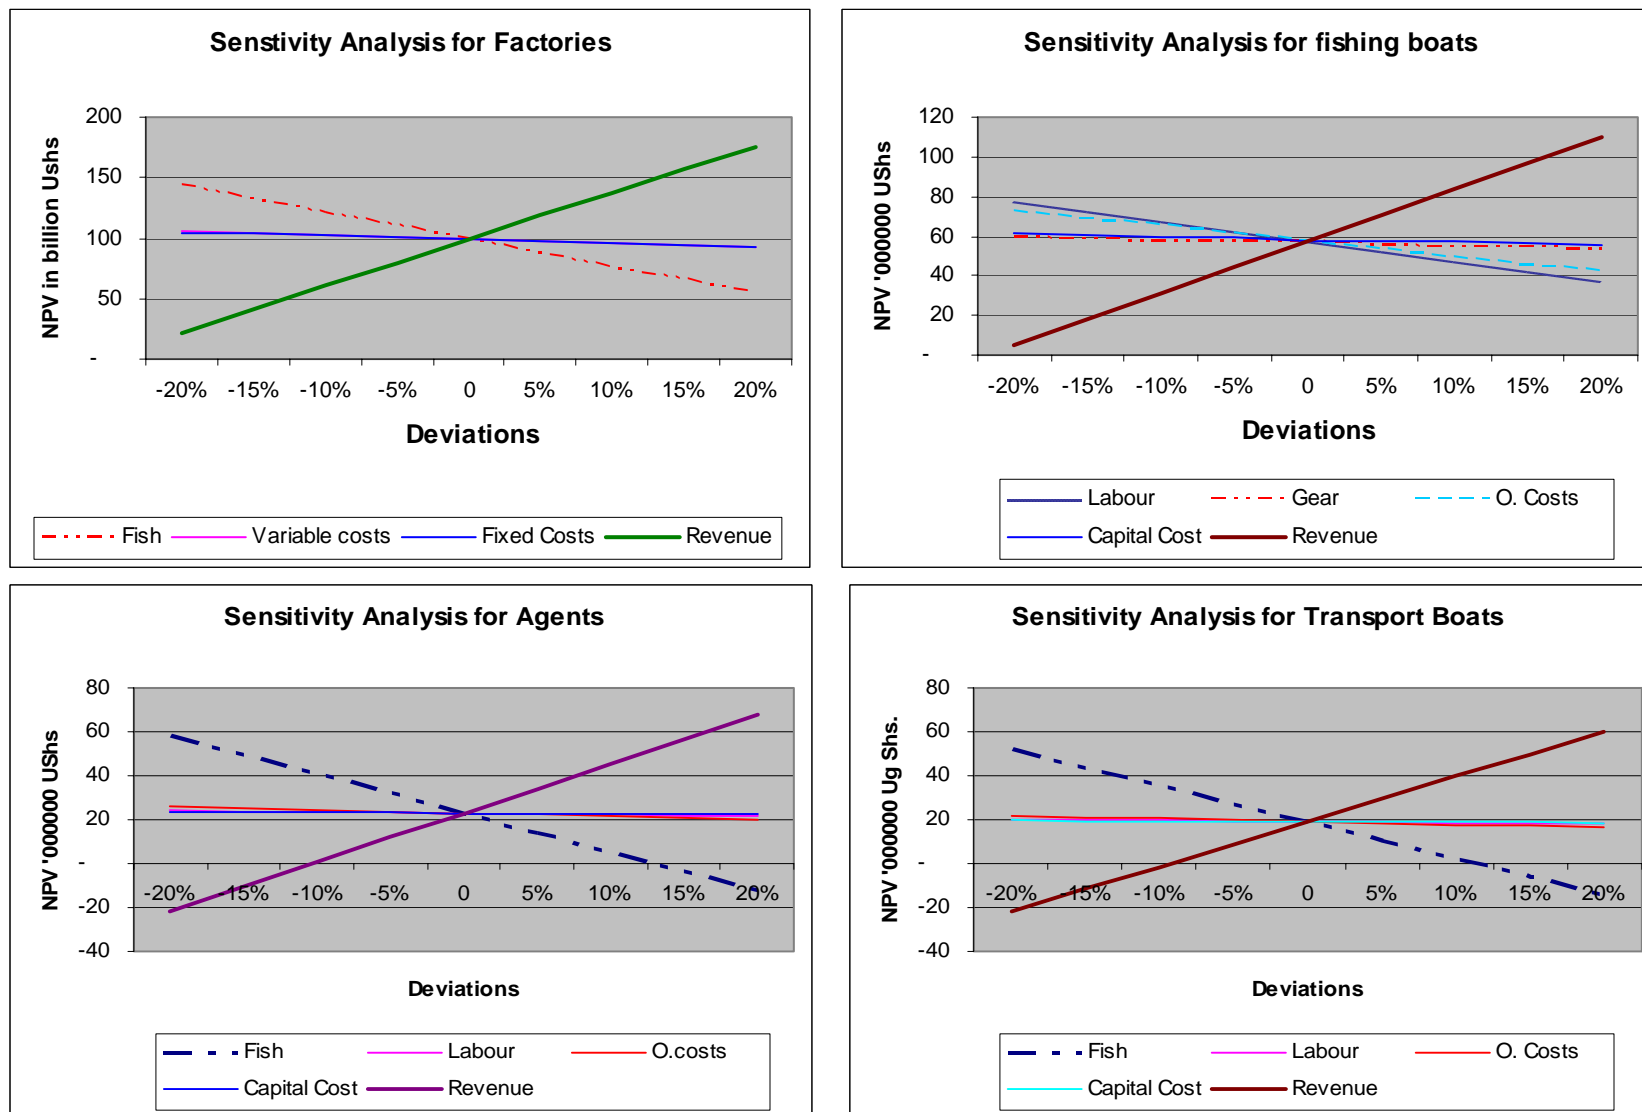 Senstivity Analysis for Factories
NPV in billion Ushs
200
150
100
50
-
-20% -15% -10% -5% 0 5% 10% 15% 20%
Deviations
Fish Variable costs Fixed Costs Revenue
Sensitivity Analysis for fishing boats
NPV '000000 UShs
120
100
80
60
40
20
-
-20% -15% -10% -5% 0 5% 10% 15% 20%
Deviations
Labour Gear O. Costs
Capital Cost Revenue
Sensitivity Analysis for Agents
NPV '000000 UShs
80
60
40
20
-
-20
-40
-20% -15% -10% -5% 0 5% 10% 15% 20%
Deviations
Fish Labour O.costs
Capital Cost Revenue
Sensitivity Analysis for Transport Boats
NPV '000000 Ug Shs.
80
60
40
20
-
-20
-40
-20% -15% -10% -5% 0 5% 10% 15% 20%
Deviations
Fish Labour O. Costs
Capital Cost Revenue